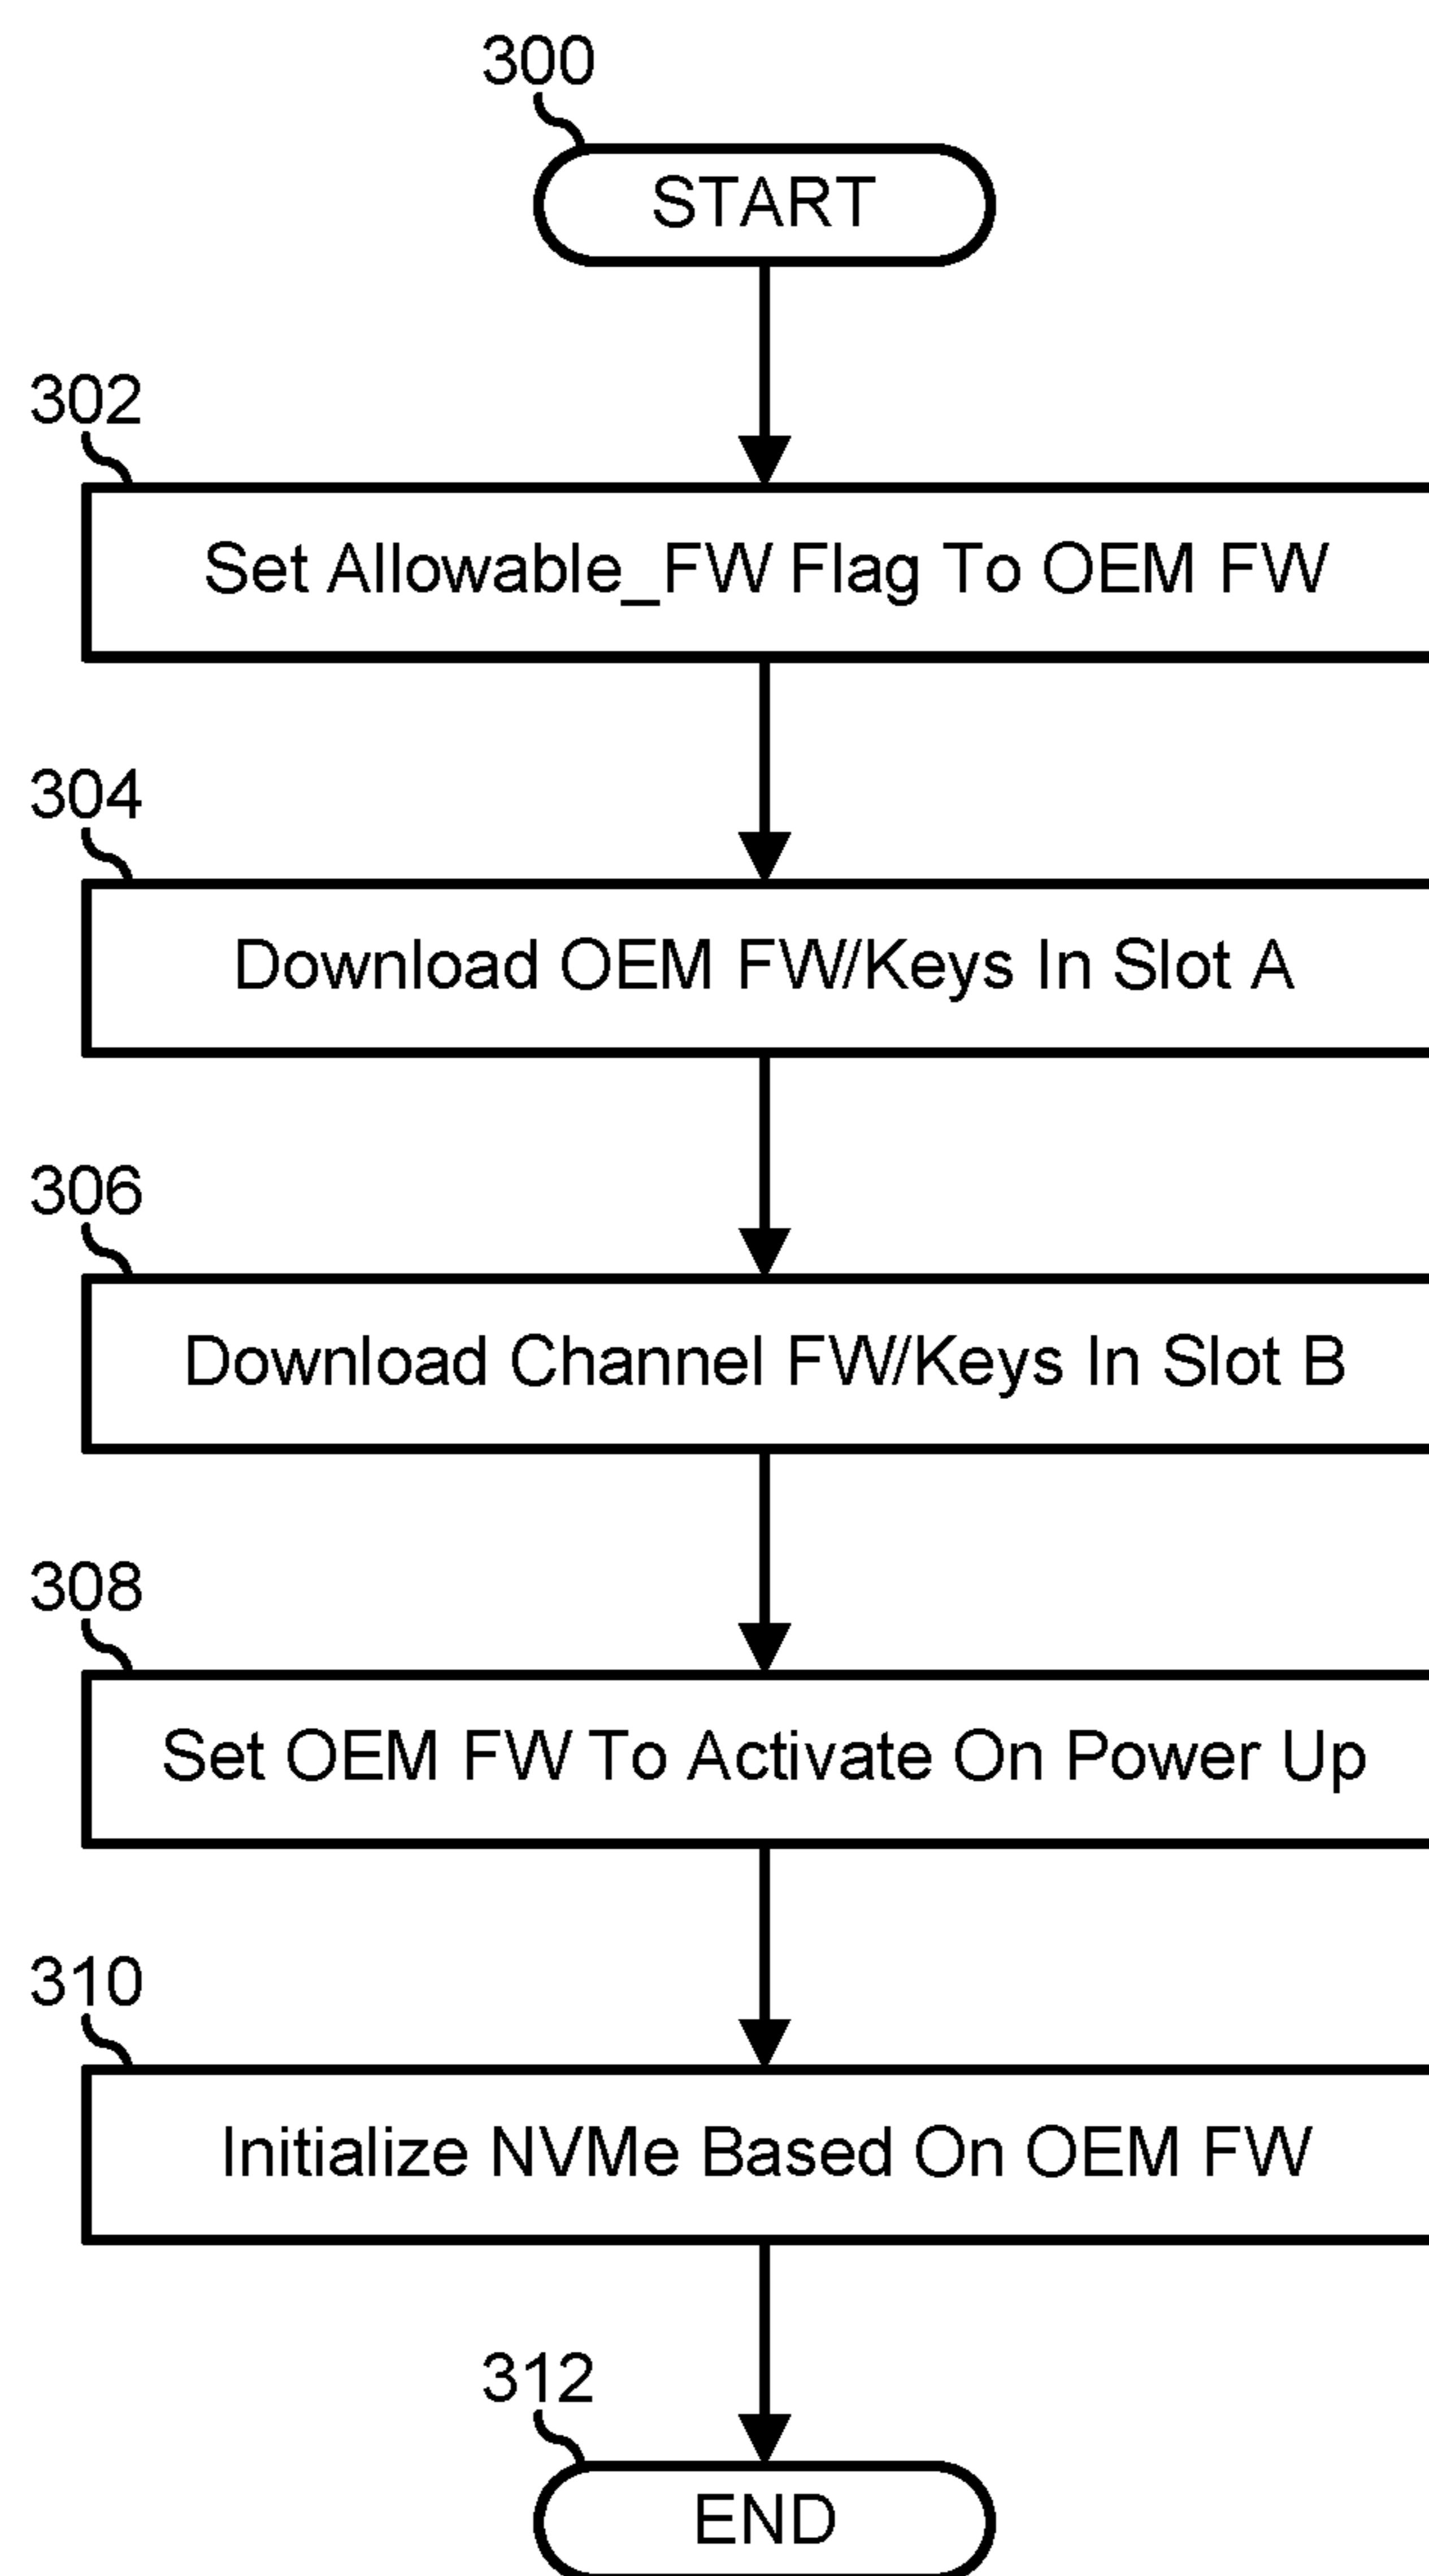 300
START
302
Set Allowable_FW Flag To OEM FW
304
Download OEM FW/Keys In Slot A
306
Download Channel FW/Keys In Slot B
308
Set OEM FW To Activate On Power Up
310
Initialize NVMe Based On OEM FW
312
END